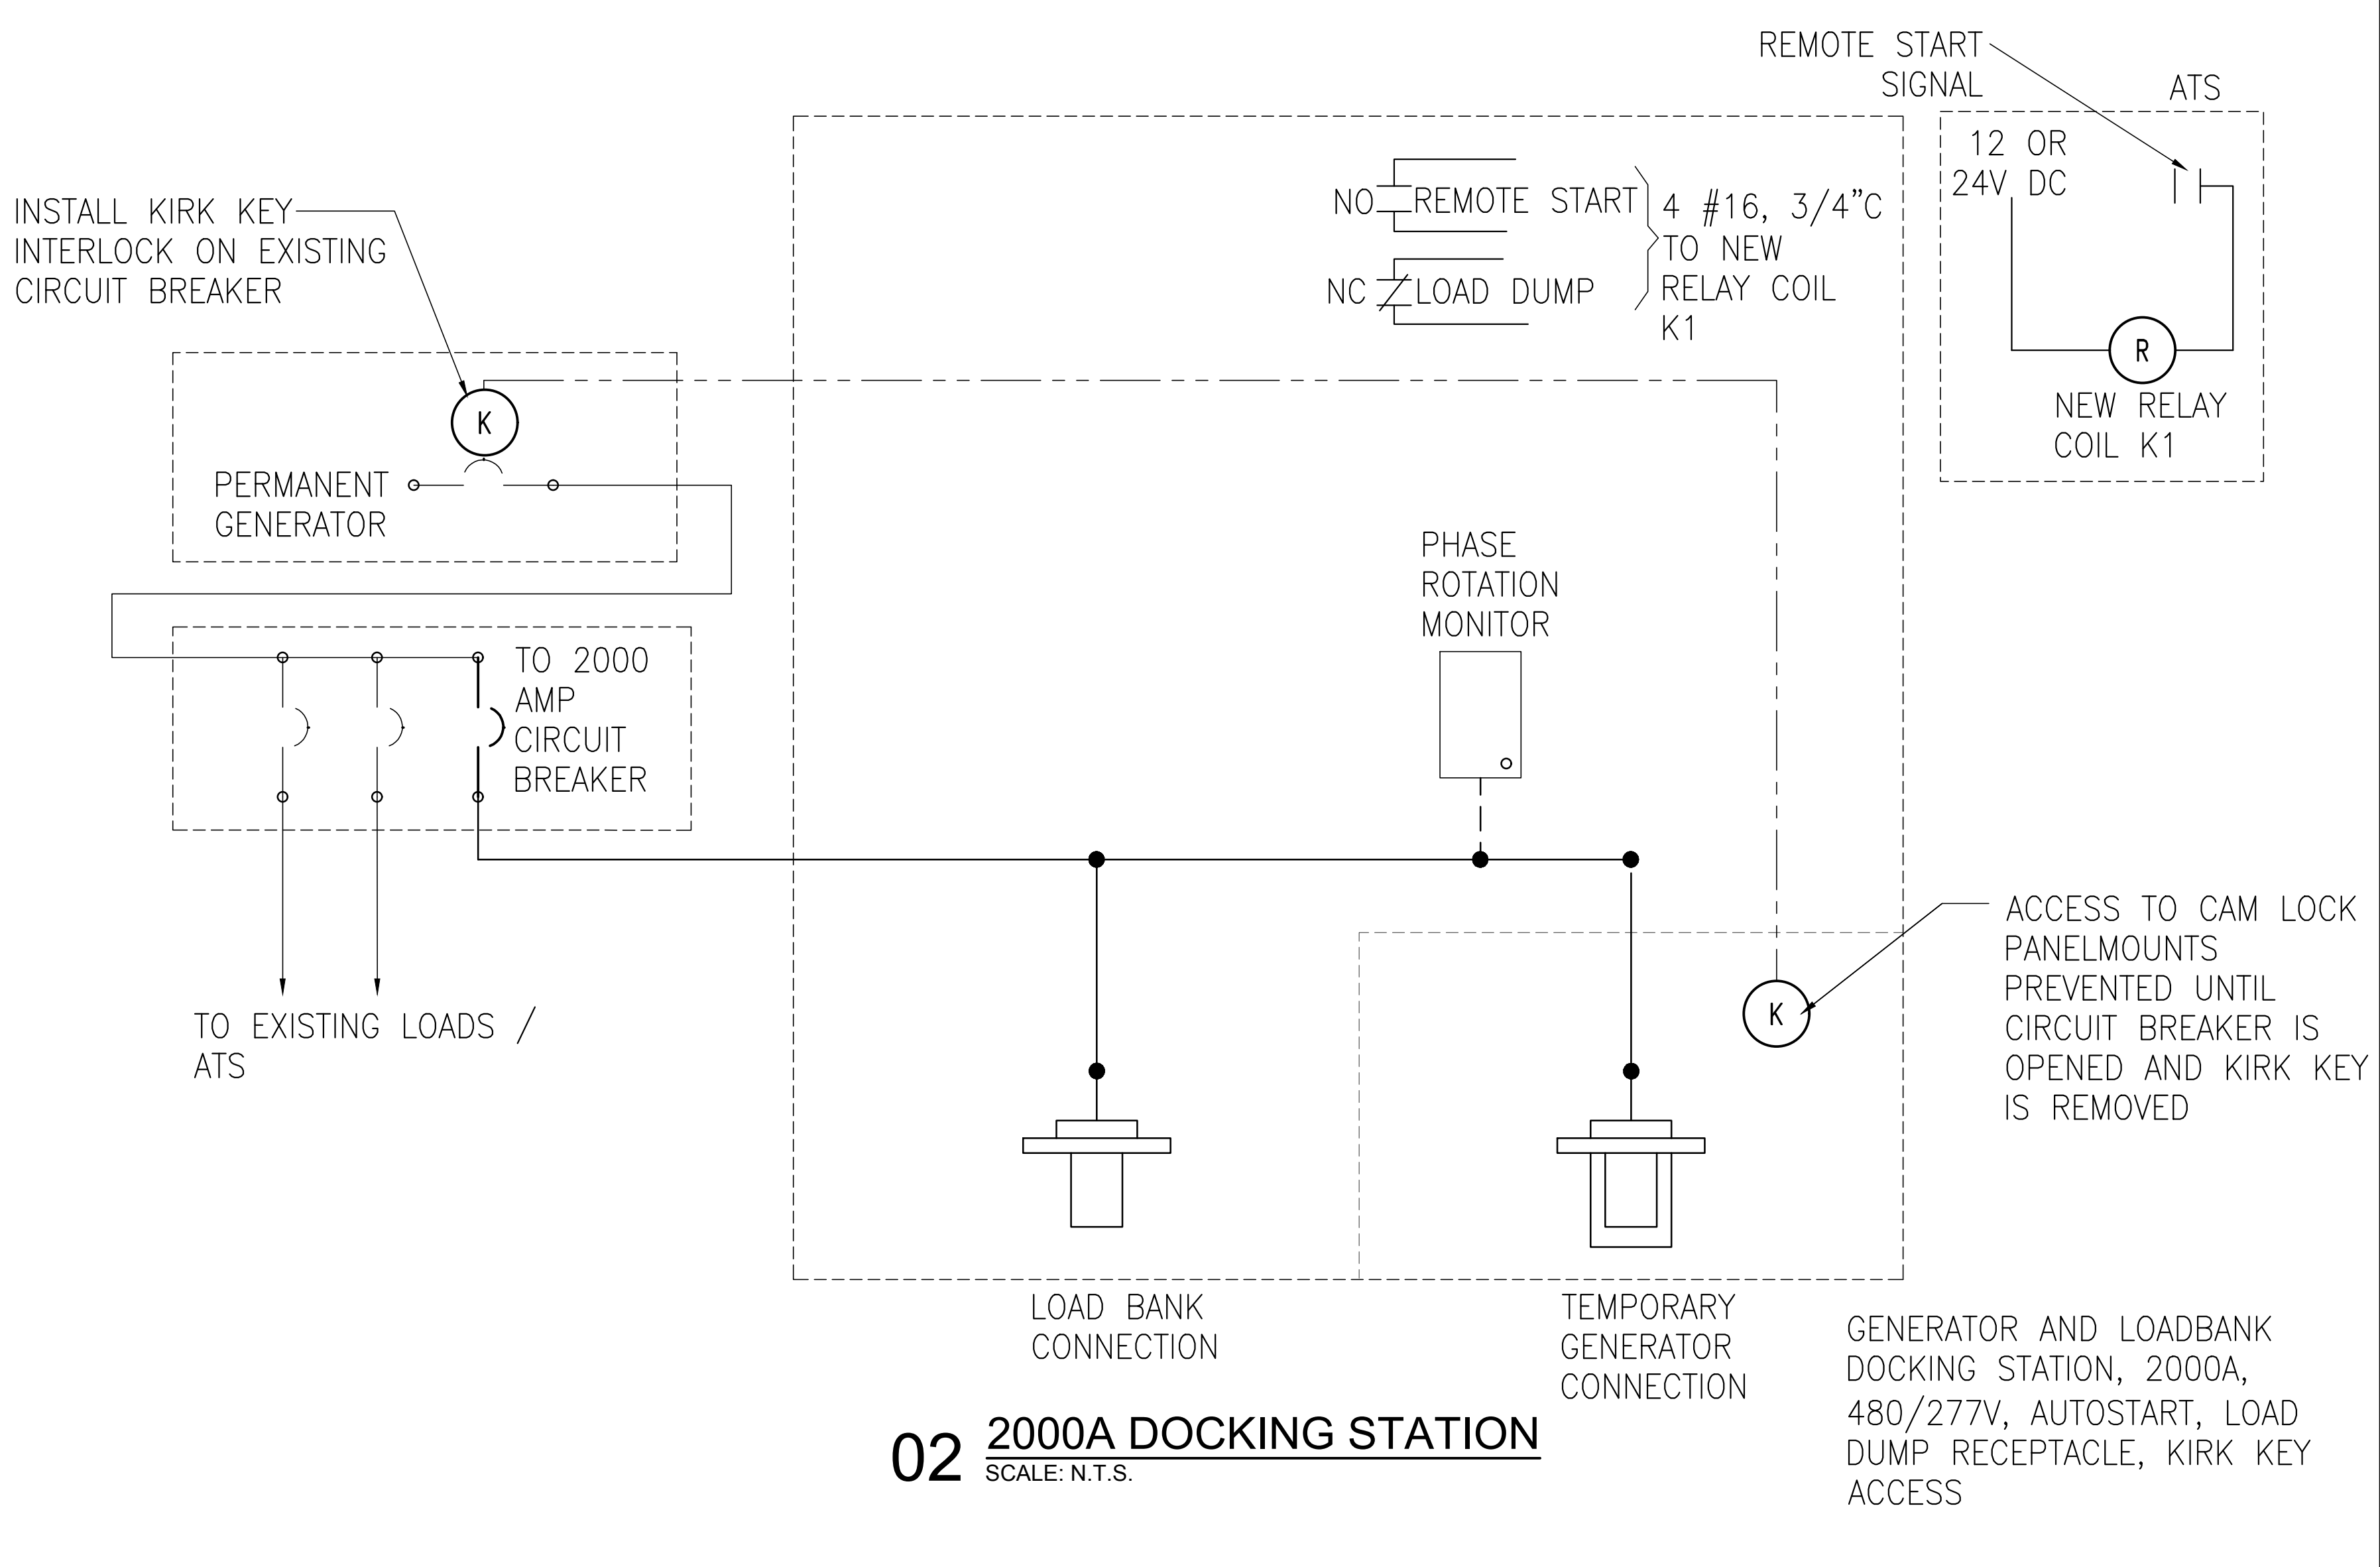 REMOTE START
SIGNAL
ATS
12 OR
24V DC
R
NEW RELAY
COIL K1
NO
REMOTE START
NC
LOAD DUMP
4 #16, 3/4"C
TO NEW
RELAY COIL
K1
INSTALL KIRK KEY
INTERLOCK ON EXISTING
CIRCUIT BREAKER
K
PERMANENT
GENERATOR
PHASE
ROTATION
MONITOR
TO 2000
AMP
CIRCUIT
BREAKER
TO EXISTING LOADS /
ATS
K
ACCESS TO CAM LOCK
PANELMOUNTS
PREVENTED UNTIL
CIRCUIT BREAKER IS
OPENED AND KIRK KEY
IS REMOVED
LOAD BANK
CONNECTION
TEMPORARY
GENERATOR
CONNECTION
GENERATOR AND LOADBANK
DOCKING STATION, 2000A,
480/277V, AUTOSTART, LOAD
DUMP RECEPTACLE, KIRK KEY
ACCESS
02 2000A DOCKING STATION
SCALE: N.T.S.